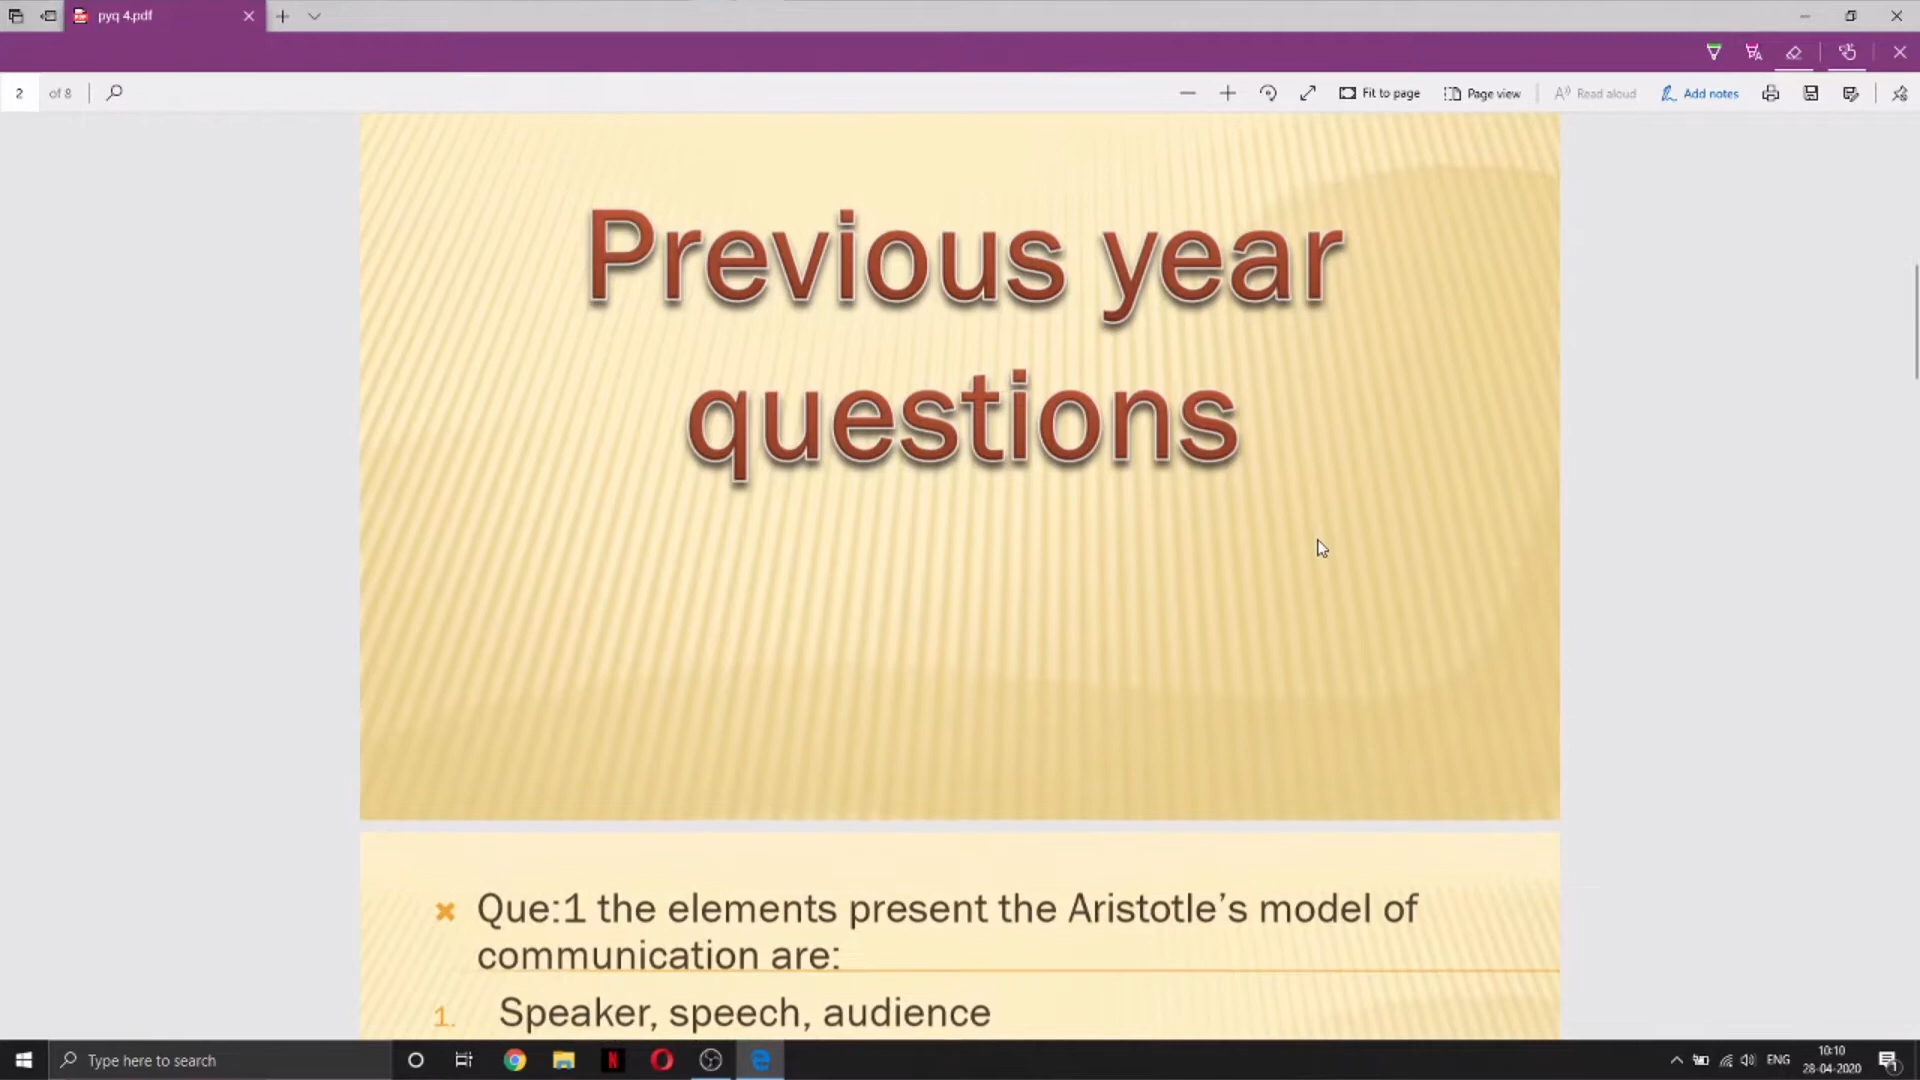 pyq 4.pdf
2 of 8
Fit to page
Page view
Read aloud
Add notes
Previous year
questions
Que:1 the elements present the Aristotle’s model of
communication are:
1. Speaker, speech, audience
Type here to search
ENG
10:10
28-04-2020
1